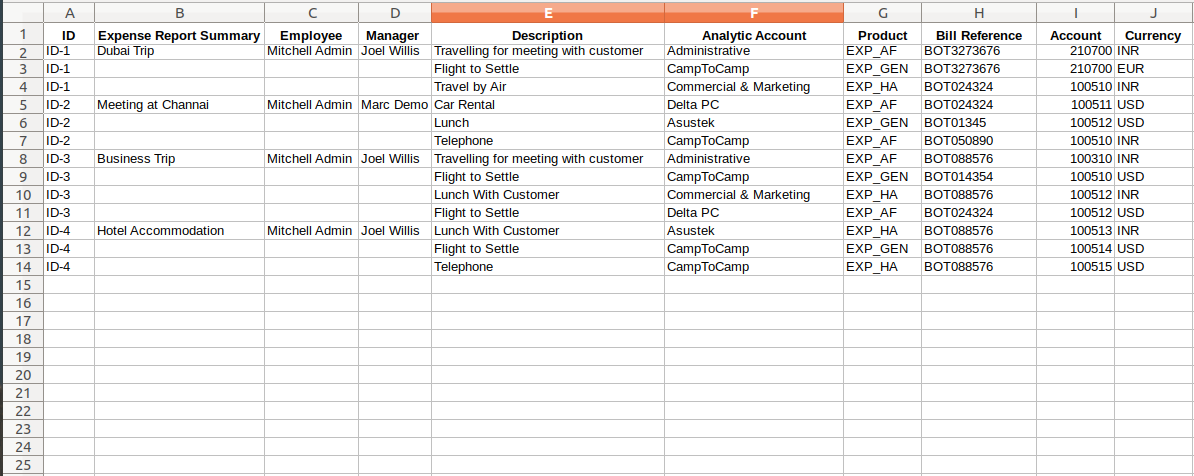 A B C D E F G H I J
1 ID Expense Report Summary Employee Manager Description Analytic Account Product Bill Reference Account Currency
2 ID-1 Dubai Trip Mitchell Admin Joel Willis Travelling for meeting with customer Administrative EXP_AF BOT3273676 210700 INR
3 ID-1 Flight to Settle CampToCamp EXP_GEN BOT3273676 210700 EUR
4 ID-1 Travel by Air Commercial & Marketing EXP_HA BOT024324 100510 INR
5 ID-2 Meeting at Channai Mitchell Admin Marc Demo Car Rental Delta PC EXP_AF BOT024324 100511 USD
6 ID-2 Lunch Asustek EXP_GEN BOT01345 100512 USD
7 ID-2 Telephone CampToCamp EXP_AF BOT050890 100510 INR
8 ID-3 Business Trip Mitchell Admin Joel Willis Travelling for meeting with customer Administrative EXP_AF BOT088576 100310 INR
9 ID-3 Flight to Settle CampToCamp EXP_GEN BOT014354 100510 USD
10 ID-3 Lunch With Customer Commercial & Marketing EXP_HA BOT088576 100512 INR
11 ID-3 Flight to Settle Delta PC EXP_AF BOT024324 100512 USD
12 ID-4 Hotel Accommodation Mitchell Admin Joel Willis Lunch With Customer Asustek EXP_HA BOT088576 100513 INR
13 ID-4 Flight to Settle CampToCamp EXP_GEN BOT088576 100514 USD
14 ID-4 Telephone CampToCamp EXP_HA BOT088576 100515 USD
15
16
17
18
19
20
21
22
23
24
25